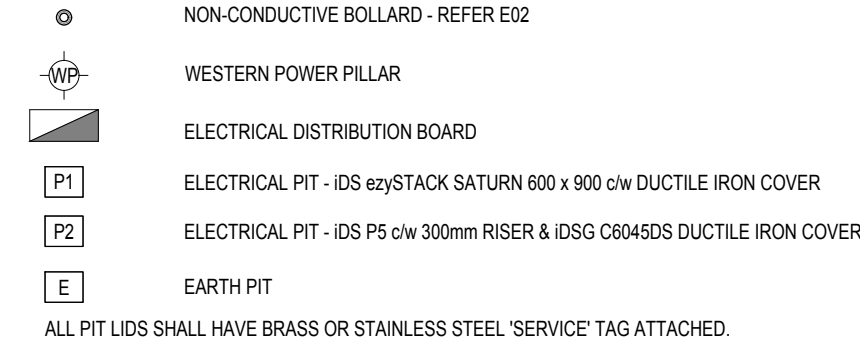 NON-CONDUCTIVE BOLLARD - REFER E02
WP WESTERN POWER PILLAR
ELECTRICAL DISTRIBUTION BOARD
P1 ELECTRICAL PIT - iDS ezySTACK SATURN 600 x 900 c/w DUCTILE IRON COVER
P2 ELECTRICAL PIT - iDS P5 c/w 300mm RISER & iDSG C6045DS DUCTILE IRON COVER
E EARTH PIT
ALL PIT LIDS SHALL HAVE BRASS OR STAINLESS STEEL 'SERVICE' TAG ATTACHED.